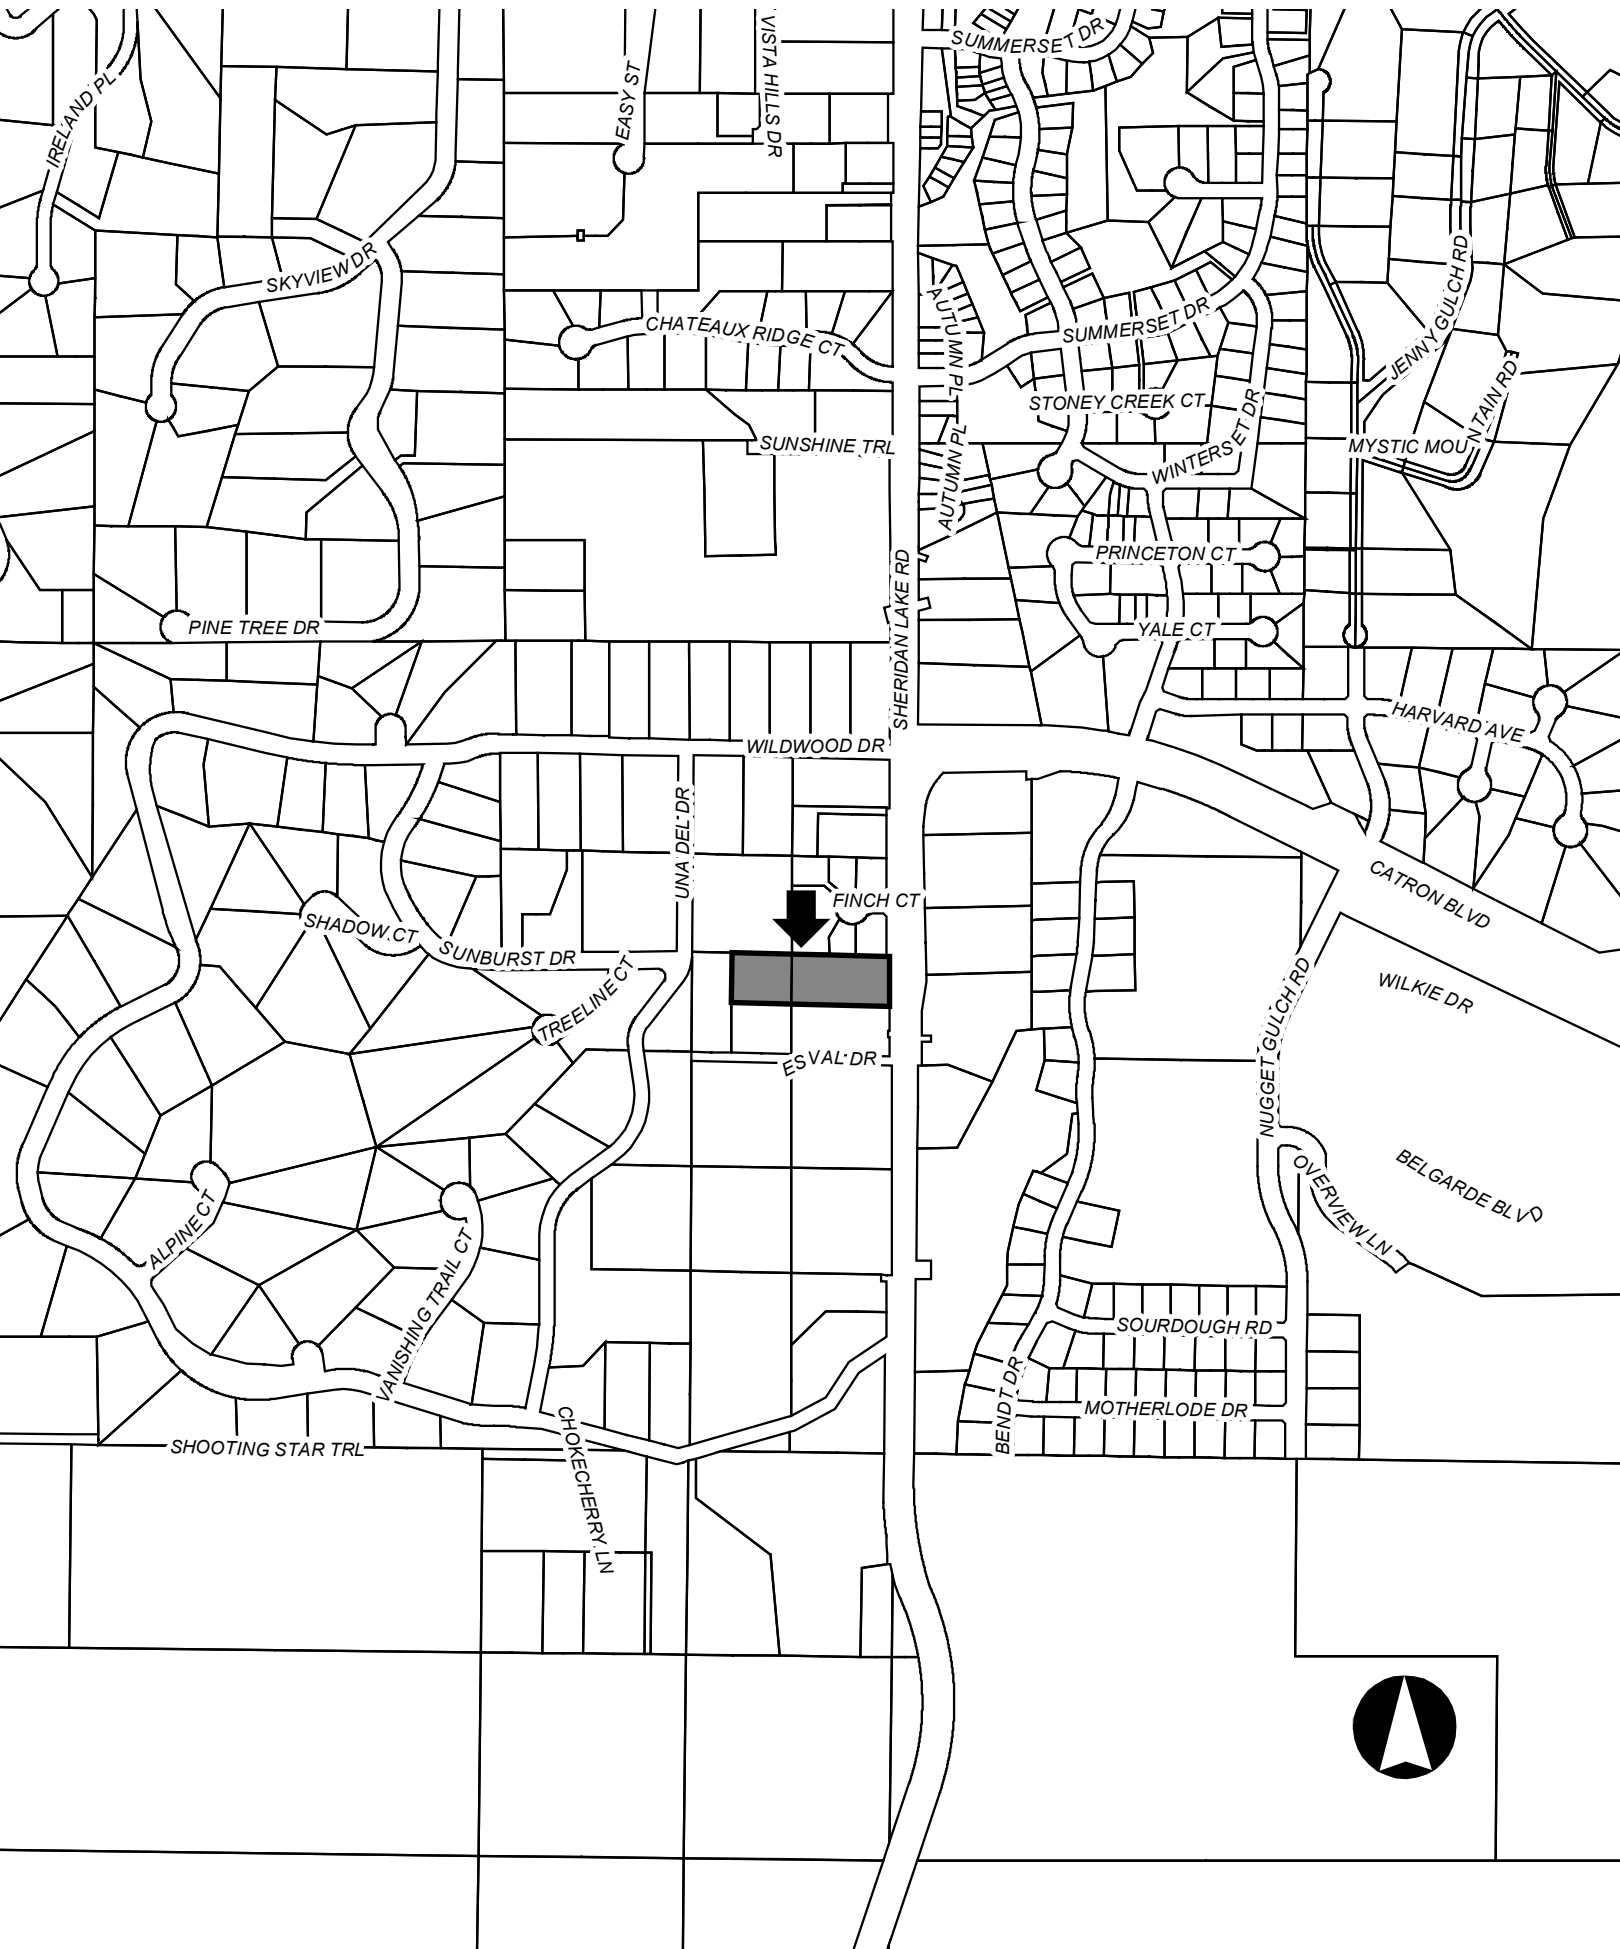 SUMMERSET DR
VISTA HILLS DR
EASY ST
IRELAND PL
SKYVIEW DR
JENNY GULCH RD
AUTUMN PL
CHATEAUX RIDGE CT
SUMMERSET DR
STONEY CREEK CT
NTAIN RD
SUNSHINE TRL
AUTUMN PL
WINTERSET DR
MYSTIC MOU
PRINCETON CT
PINE TREE DR
SHERIDAN LAKE RD
YALE CT
WILDWOOD DR
HARVARD AVE
UNA DEL DR
FINCH CT
CATRON BLVD
SHADOW CT
SUNBURST DR
TREELINE CT
WILKIE DR
NUGGET GULCH RD
ESVAL DR
ALPINE CT
OVERVIEW LN
BELGARDE BLVD
VANISHING TRAIL CT
SOURDOUGH RD
BENDT DR
MOTHERLODE DR
SHOOTING STAR TRL
CHOKECHERRY LN